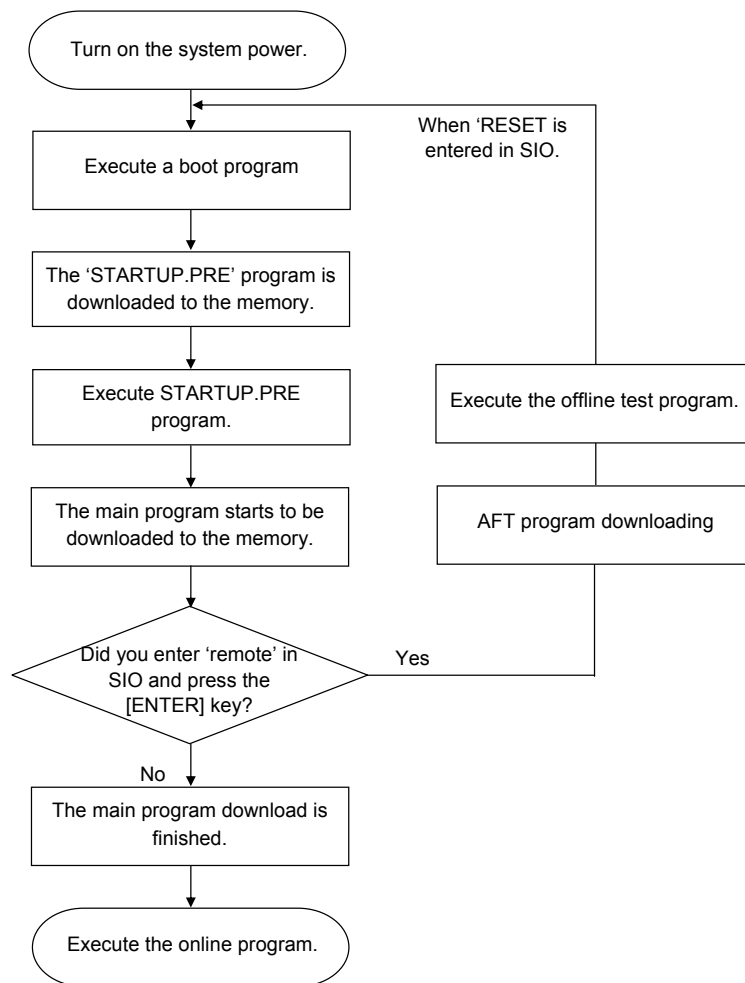 Turn on the system power.
When ‘RESET is
entered in SIO.
Execute a boot program
The ‘STARTUP.PRE’ program is
downloaded to the memory.
Execute STARTUP.PRE
program.
Execute the offline test program.
The main program starts to be
downloaded to the memory.
AFT program downloading
Did you enter ‘remote’ in
SIO and press the
[ENTER] key?
Yes
No
The main program download is
finished.
Execute the online program.